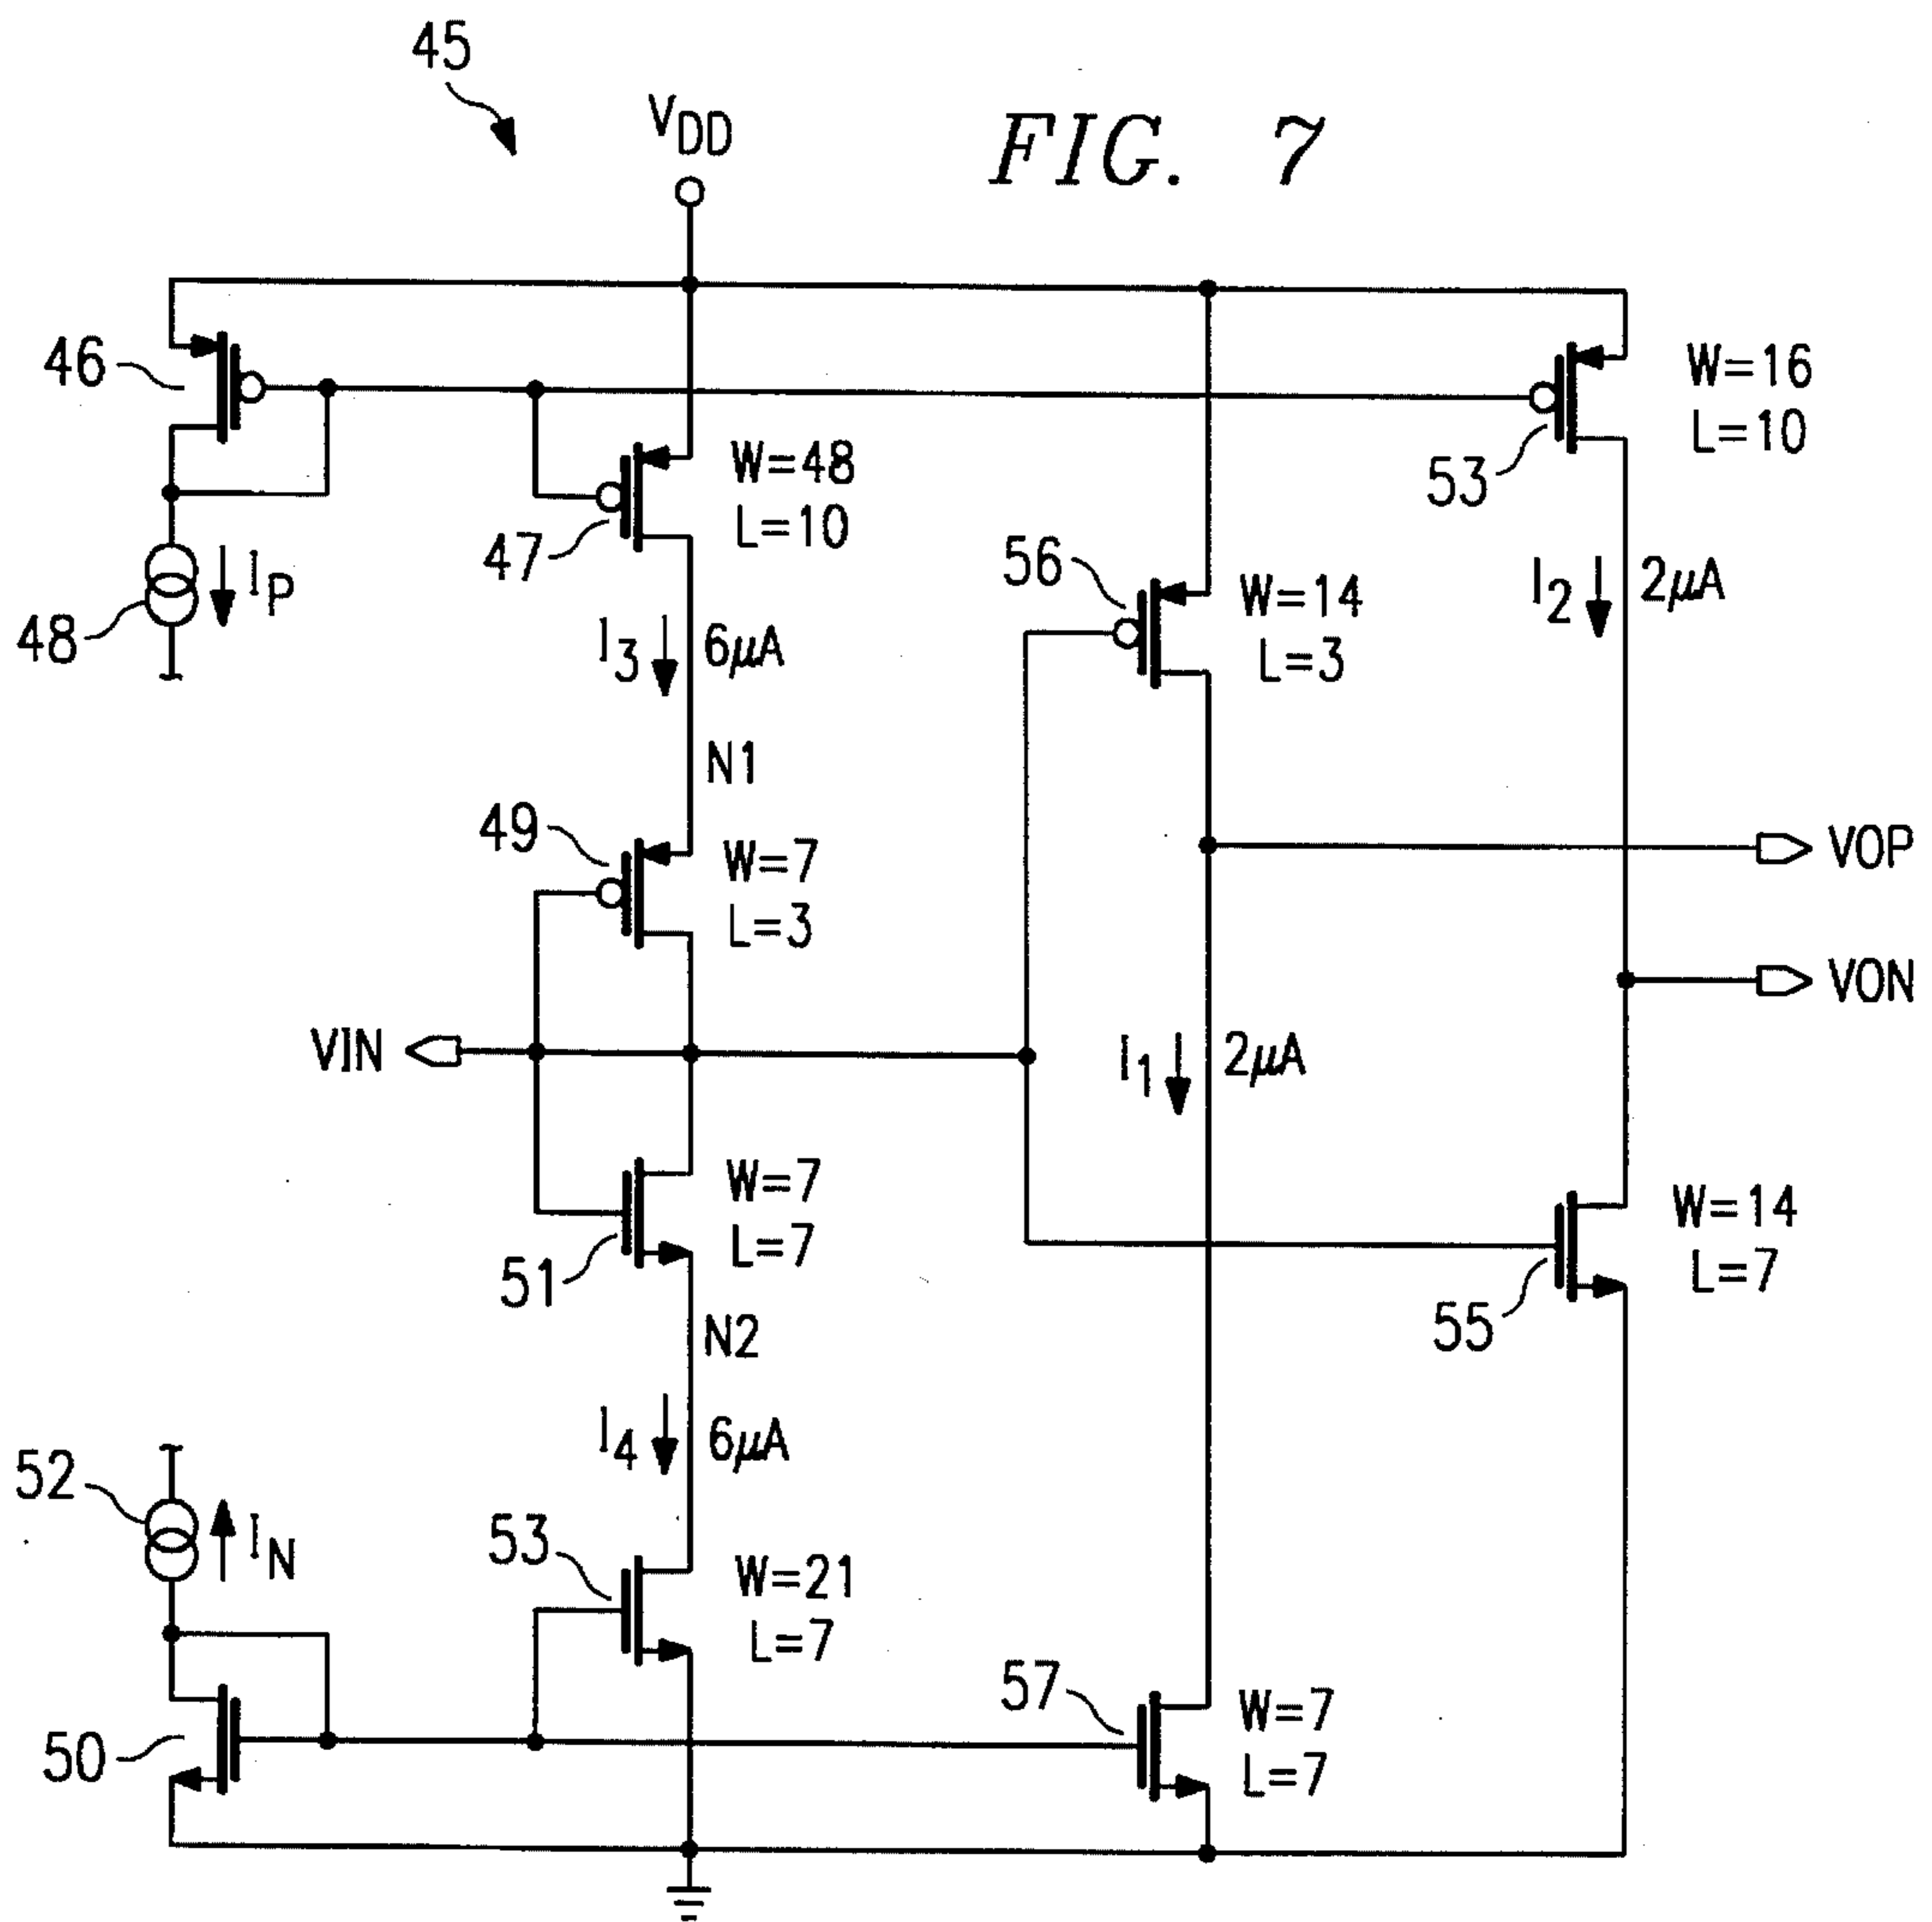 45
VDD
FIG. 7
46
W=16
L=10
53
W=48
L=10
47
56
W=14
L=3
I2
2μA
IP
48
I3
6μA
N1
49
W=7
L=3
VOP
VON
VIN
I1
2μA
W=7
L=7
51
W=14
L=7
55
N2
I4
6μA
52
IN
53
W=21
L=7
57
W=7
L=7
50